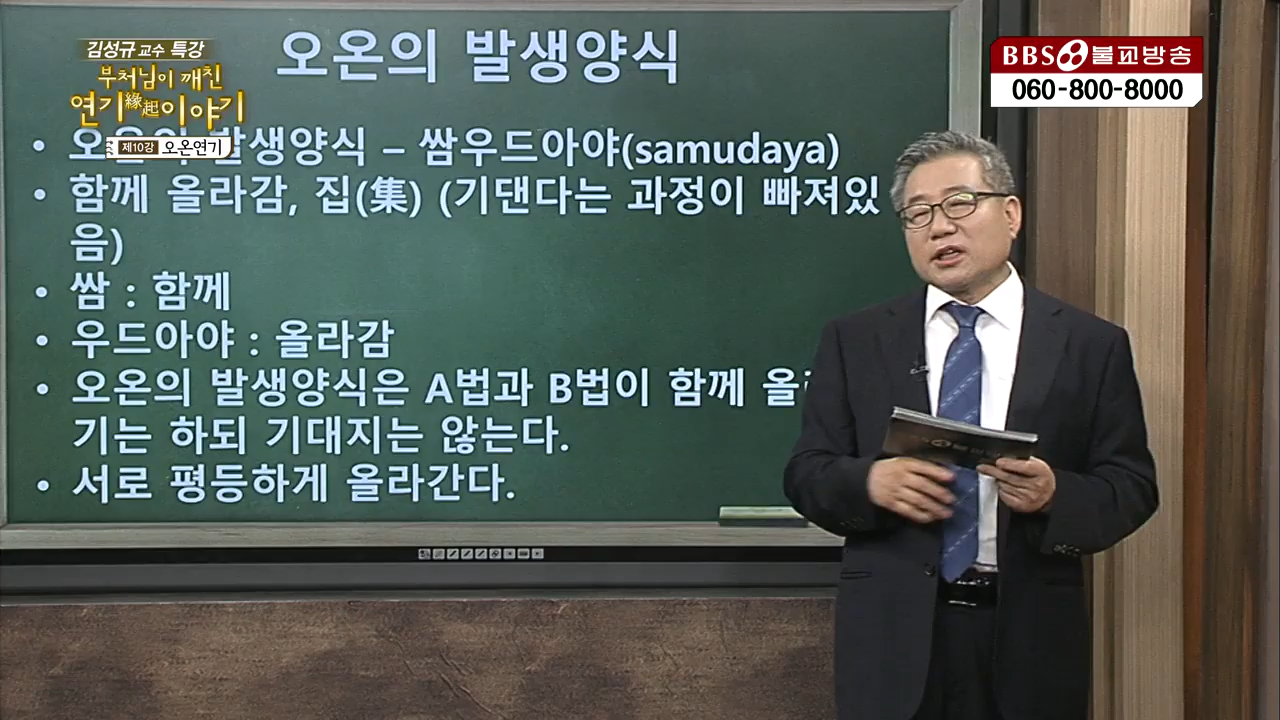 김성규 교수 특강
부처님이 깨친
연기緣起이야기
제10강 오온연기
BBS 불교방송
060-800-8000
오온의 발생양식
• 발생양식 – 쌈우드아야(samudaya)
• 함께 올라감, 집(集) (기댄다는 과정이 빠져있
음)
• 쌈 : 함께
• 우드아야 : 올라감
• 오온의 발생양식은 A법과 B법이 함께
기는 하되 기대지는 않는다.
• 서로 평등하게 올라간다.